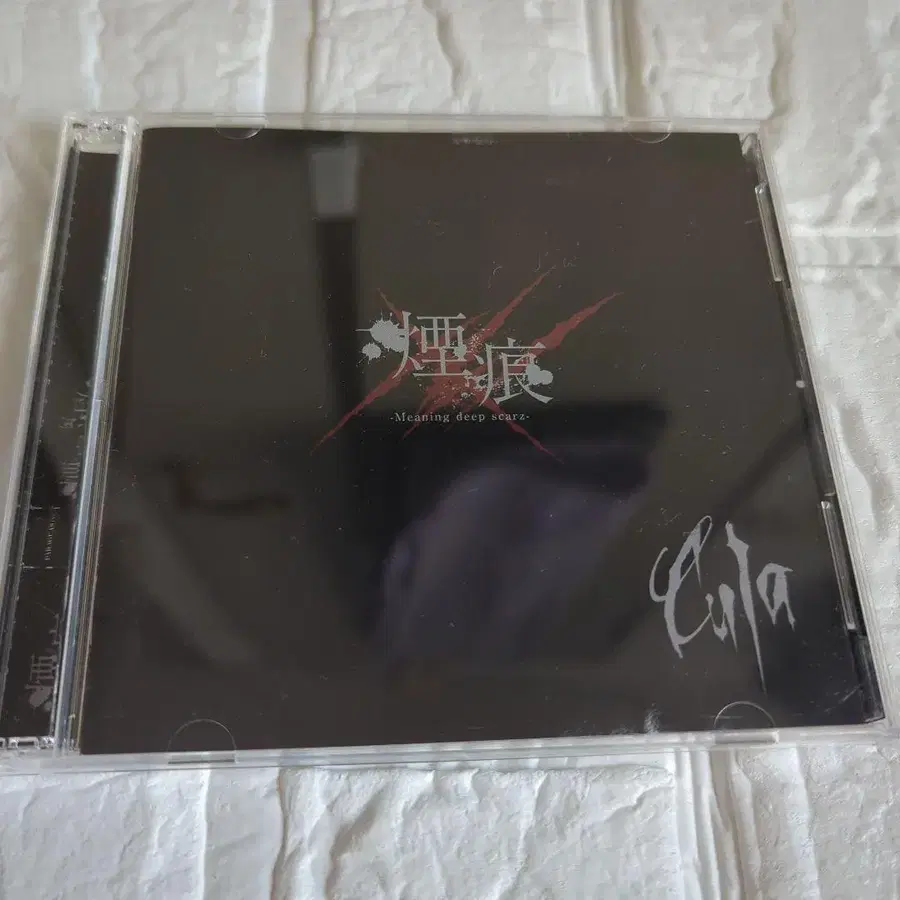 煙痕
-Meaning deep scarz-
Cula